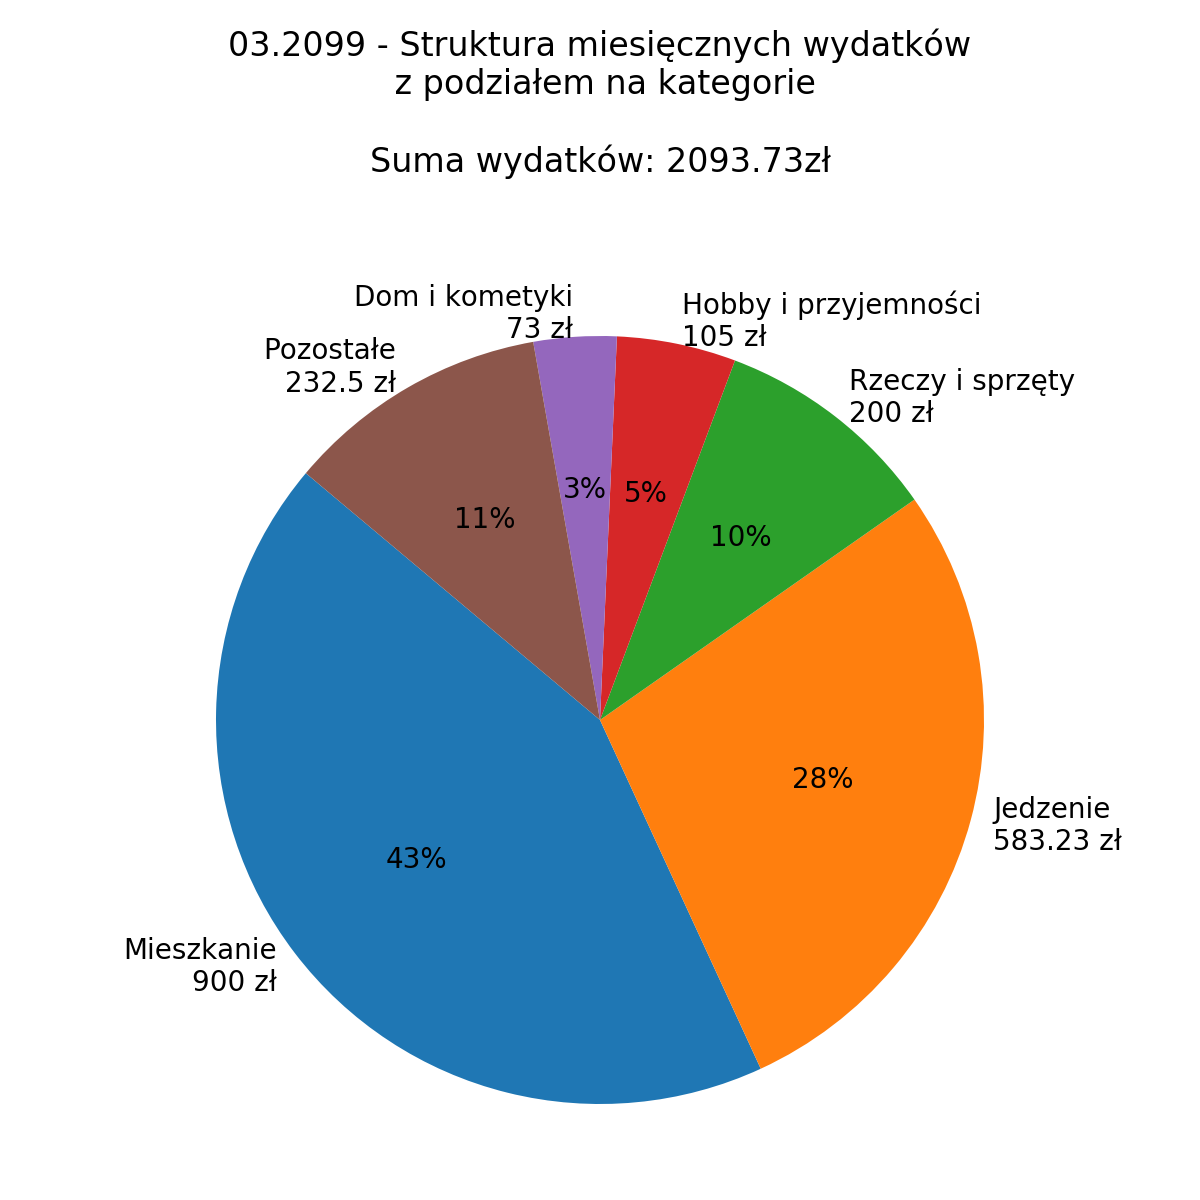 03.2099 - Struktura miesięcznych wydatków
z podziałem na kategorie
Suma wydatków: 2093.73zł
Dom i kometyki
73 zł
Hobby i przyjemności
105 zł
Pozostałe
232.5 zł
Rzeczy i sprzęty
200 zł
3%
5%
11%
10%
28%
Jedzenie
583.23 zł
43%
Mieszkanie
900 zł